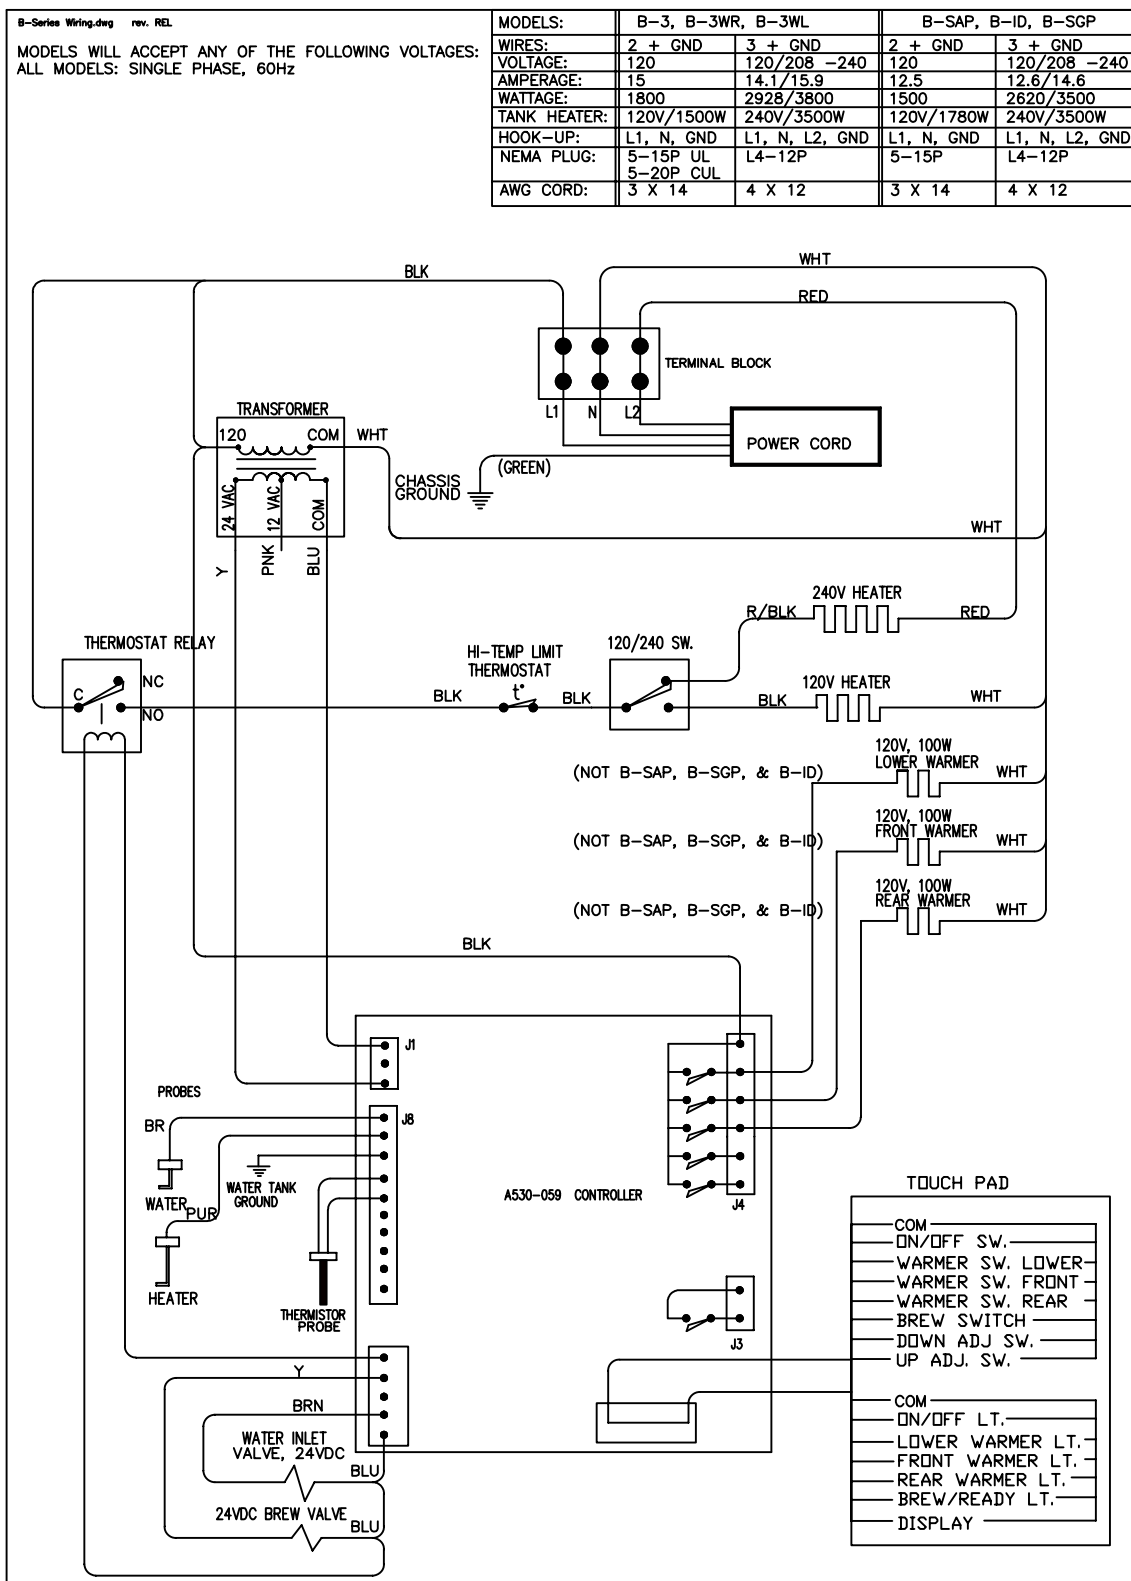 B-Series Wiring.dwg rev. REL
MODELS WILL ACCEPT ANY OF THE FOLLOWING VOLTAGES:
ALL MODELS: SINGLE PHASE, 60Hz
MODELS: B-3, B-3WR, B-3WL B-SAP, B-ID, B-SGP
WIRES: 2 + GND 3 + GND 2 + GND 3 + GND
VOLTAGE: 120 120/208 -240 120 120/208 -240
AMPERAGE: 15 14.1/15.9 12.5 12.6/14.6
WATTAGE: 1800 2928/3800 1500 2620/3500
TANK HEATER: 120V/1500W 240V/3500W 120V/1780W 240V/3500W
HOOK-UP: L1, N, GND L1, N, L2, GND L1, N, GND L1, N, L2, GND
NEMA PLUG: 5-15P UL L4-12P 5-15P L4-12P
5-20P CUL
AWG CORD: 3 X 14 4 X 12 3 X 14 4 X 12
WHT
BLK
RED
TERMINAL BLOCK
L1 N L2
TRANSFORMER
120 COM WHT
POWER CORD
(GREEN)
CHASSIS
GROUND
24 VAC 12 VAC COM
WHT
Y PNK BLU
240V HEATER
R/BLK RED
THERMOSTAT RELAY
HI-TEMP LIMIT
THERMOSTAT
120/240 SW.
NC
C
t°
120V HEATER
BLK BLK BLK WHT
NO
120V, 100W
LOWER WARMER
(NOT B-SAP, B-SGP, & B-ID) WHT
120V, 100W
FRONT WARMER
(NOT B-SAP, B-SGP, & B-ID) WHT
120V, 100W
REAR WARMER
(NOT B-SAP, B-SGP, & B-ID) WHT
BLK
J1
PROBES
J8
BR
WATER
PUR
WATER TANK
GROUND
A530-059 CONTROLLER
J4
HEATER
THERMISTOR
PROBE
J3
TOUCH PAD
COM
ON/OFF SW.
WARMER SW. LOWER
WARMER SW. FRONT
WARMER SW. REAR
BREW SWITCH
DOWN ADJ SW.
UP ADJ. SW.
COM
ON/OFF LT.
LOWER WARMER LT.
FRONT WARMER LT.
REAR WARMER LT.
BREW/READY LT.
DISPLAY
Y
BRN
WATER INLET
VALVE, 24VDC
BLU
24VDC BREW VALVE
BLU